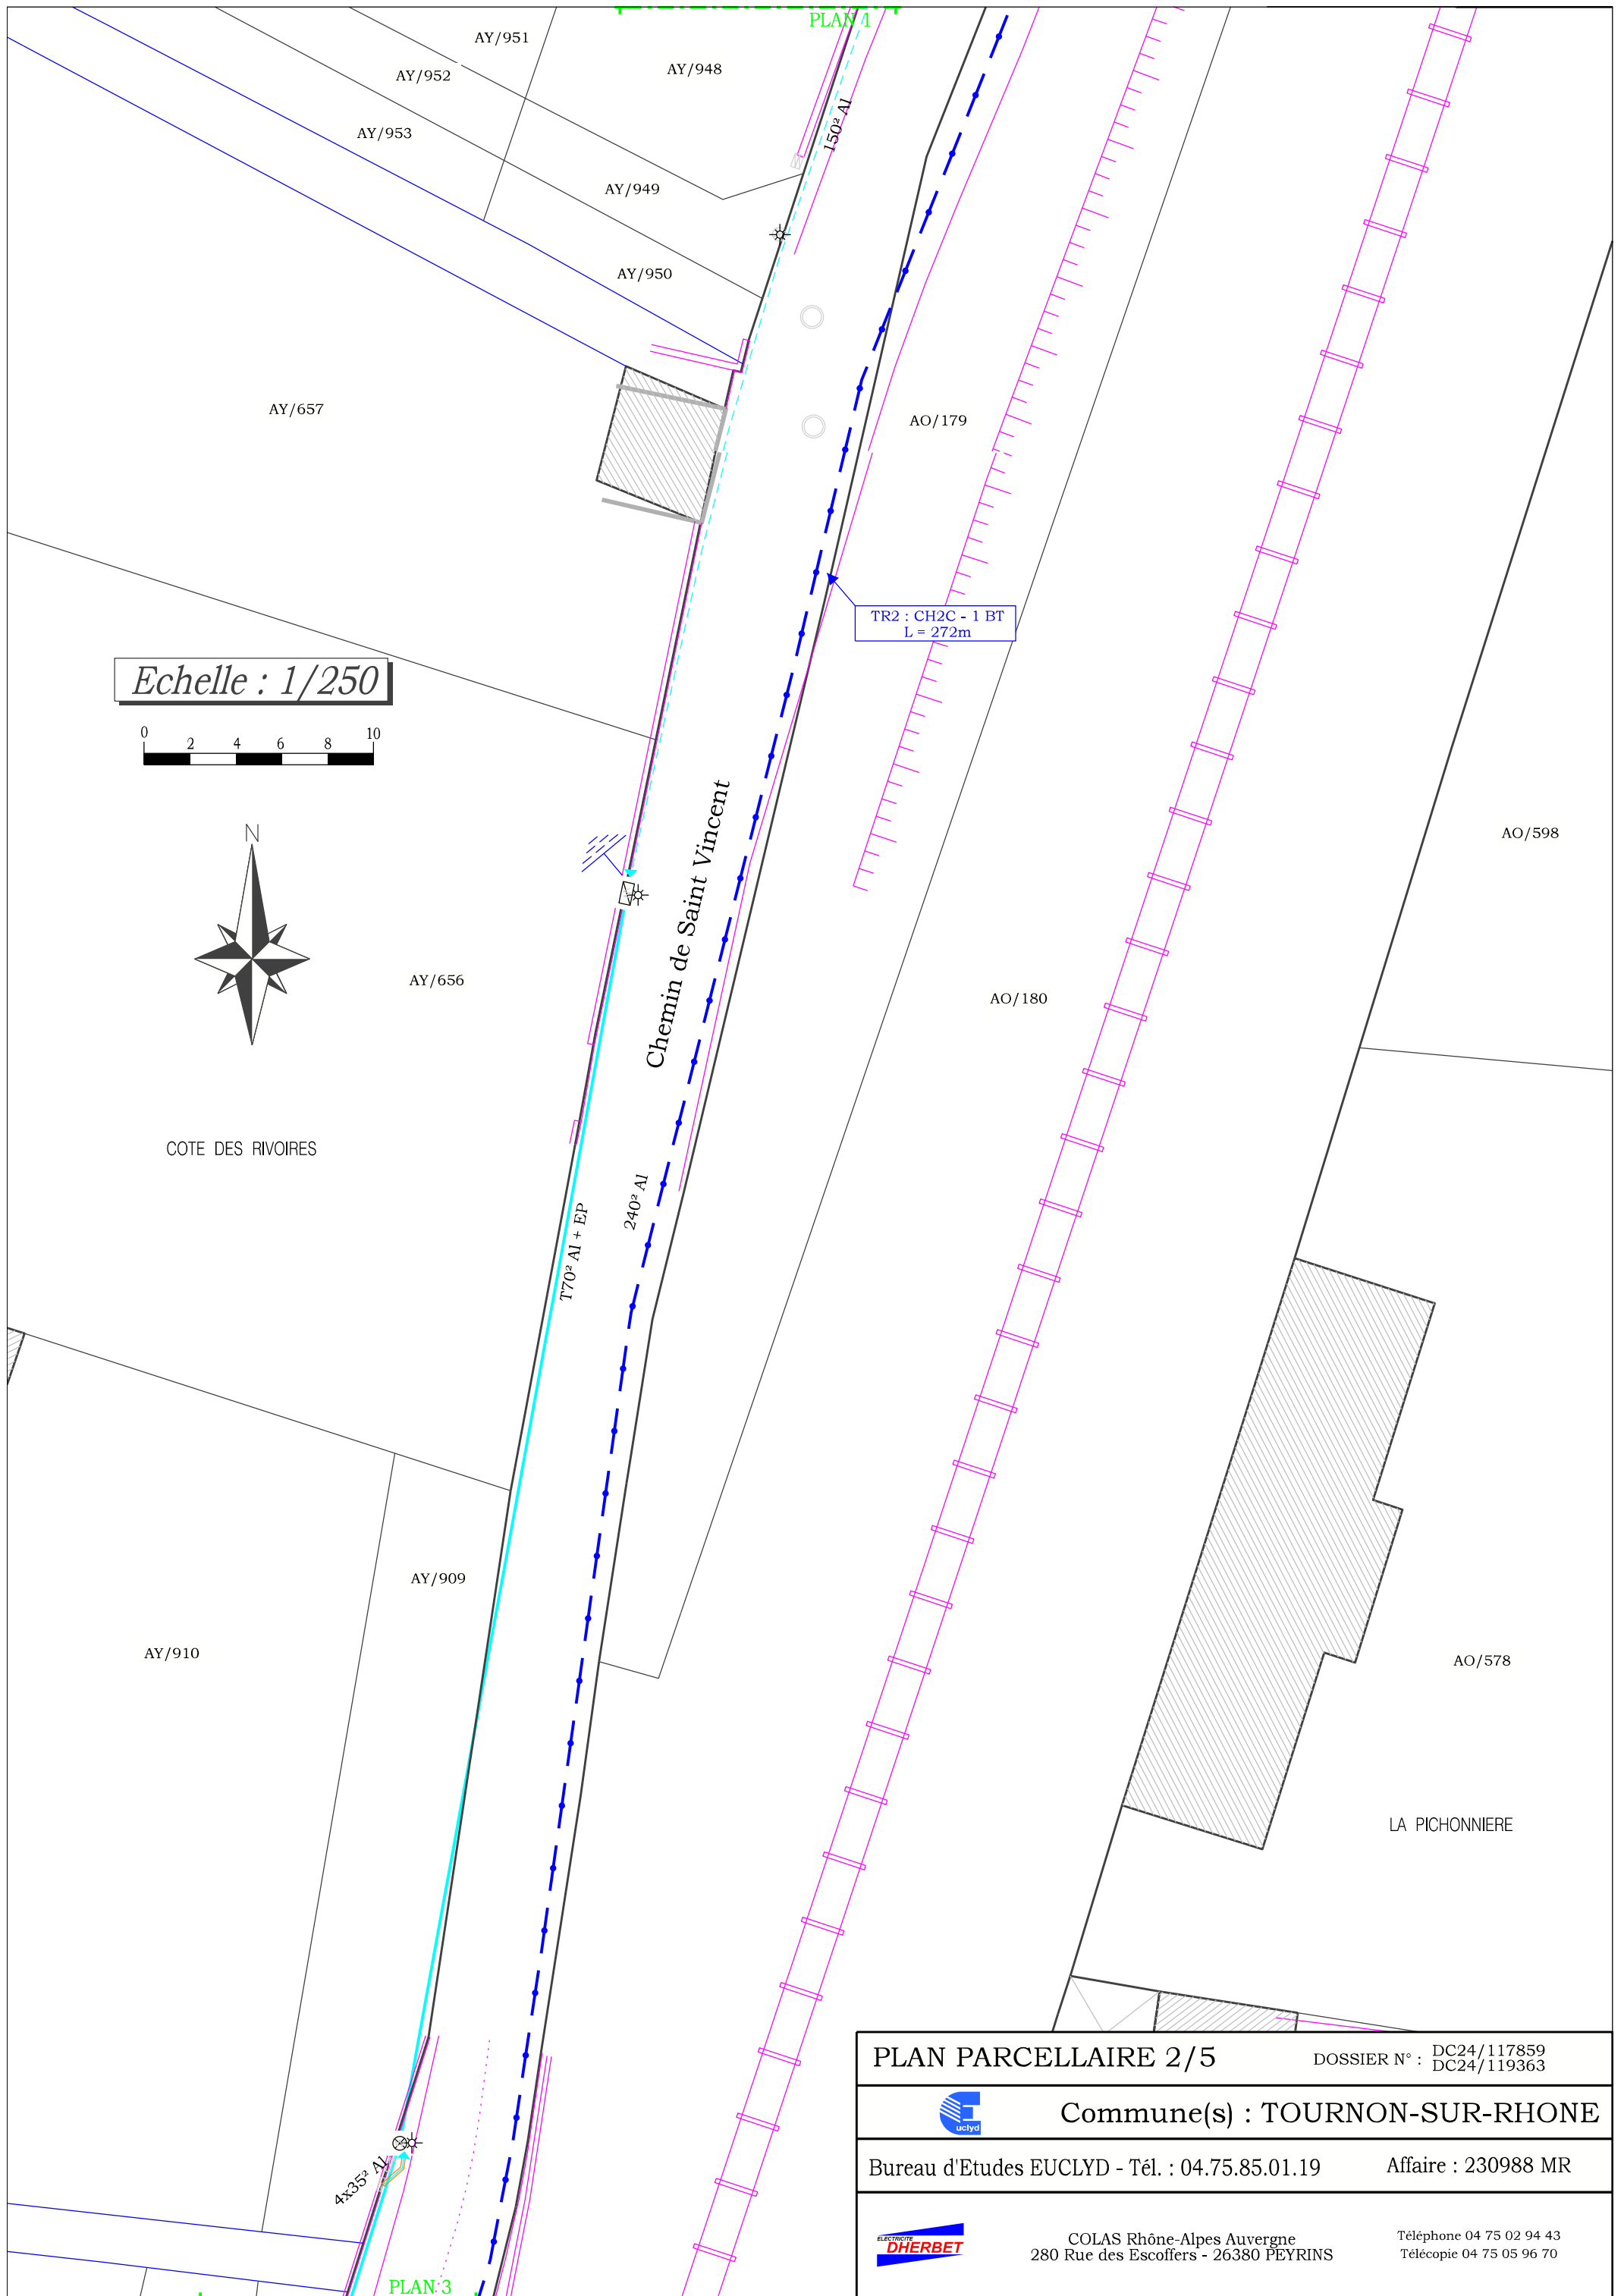 PLAN 1
AY/951
AY/952
AY/948
AY/953
150² Al
AY/949
AY/950
AY/657
AO/179
TR2 : CH2C - 1 BT
L = 272m
Echelle : 1/250
0 2 4 6 8 10
N
Chemin de Saint Vincent
AO/598
AY/656
AO/180
COTE DES RIVOIRES
240² Al
T70² Al + EP
AY/909
AY/910
AO/578
LA PICHONNIERE
4x35² Al
PLAN 3
PLAN PARCELLAIRE 2/5
DOSSIER N° : DC24/117859
DC24/119363
uclyd
Commune(s) : TOURNON-SUR-RHONE
Bureau d'Etudes EUCLYD - Tél. : 04.75.85.01.19
Affaire : 230988 MR
ELECTRICITE
DHERBET
COLAS Rhône-Alpes Auvergne
280 Rue des Escoffers - 26380 PEYRINS
Téléphone 04 75 02 94 43
Télécopie 04 75 05 96 70